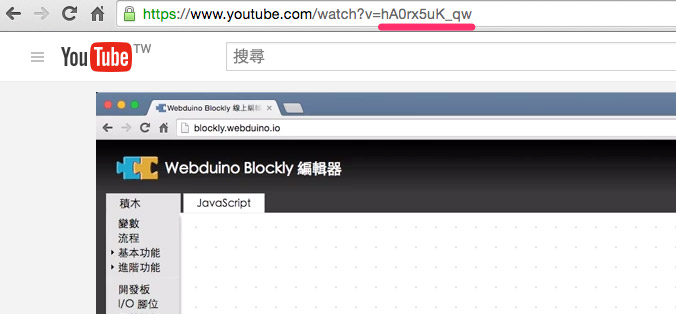 https://www.youtube.com/watch?v=hA0rx5uK_qw
YouTube TW
搜尋
Webduino Blockly 線上編輯
blockly.webduino.io
Webduino Blockly 編輯器
積木
JavaScript
變數
流程
基本功能
進階功能
開發板
I/O 腳位